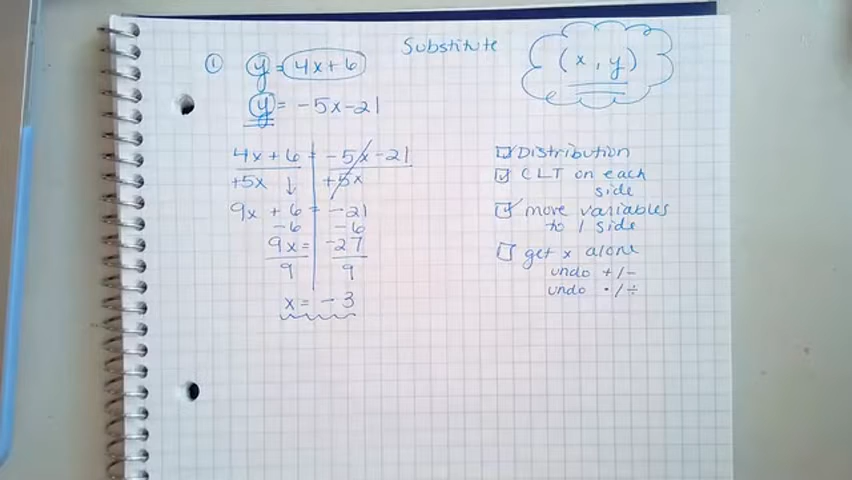 Substitute
① y = 4x+6
(x, y)
y = -5x-21
4x + 6 = -5x -21
+5x ↓ +5x
9x + 6 = -21
-6 -6
9x = -27
9 9
x = -3
☑ Distribution
☑ CLT on each
side
☑ move variables
to 1 side
☐ get x alone
undo +/-
undo •/÷